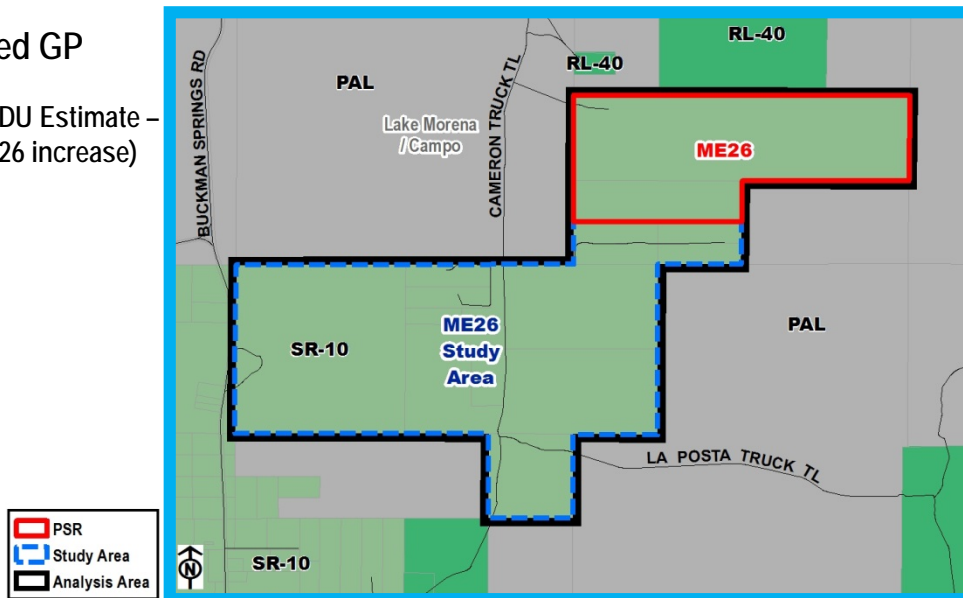 ed GP
DU Estimate –
26 increase)
RL-40
RL-40
PAL
BUCKMAN SPRINGS RD
CAMERON TRUCK TL
Lake Morena
/ Campo
ME26
ME26
Study
Area
SR-10
PAL
LA POSTA TRUCK TL
SR-10
PSR
Study Area
Analysis Area
N